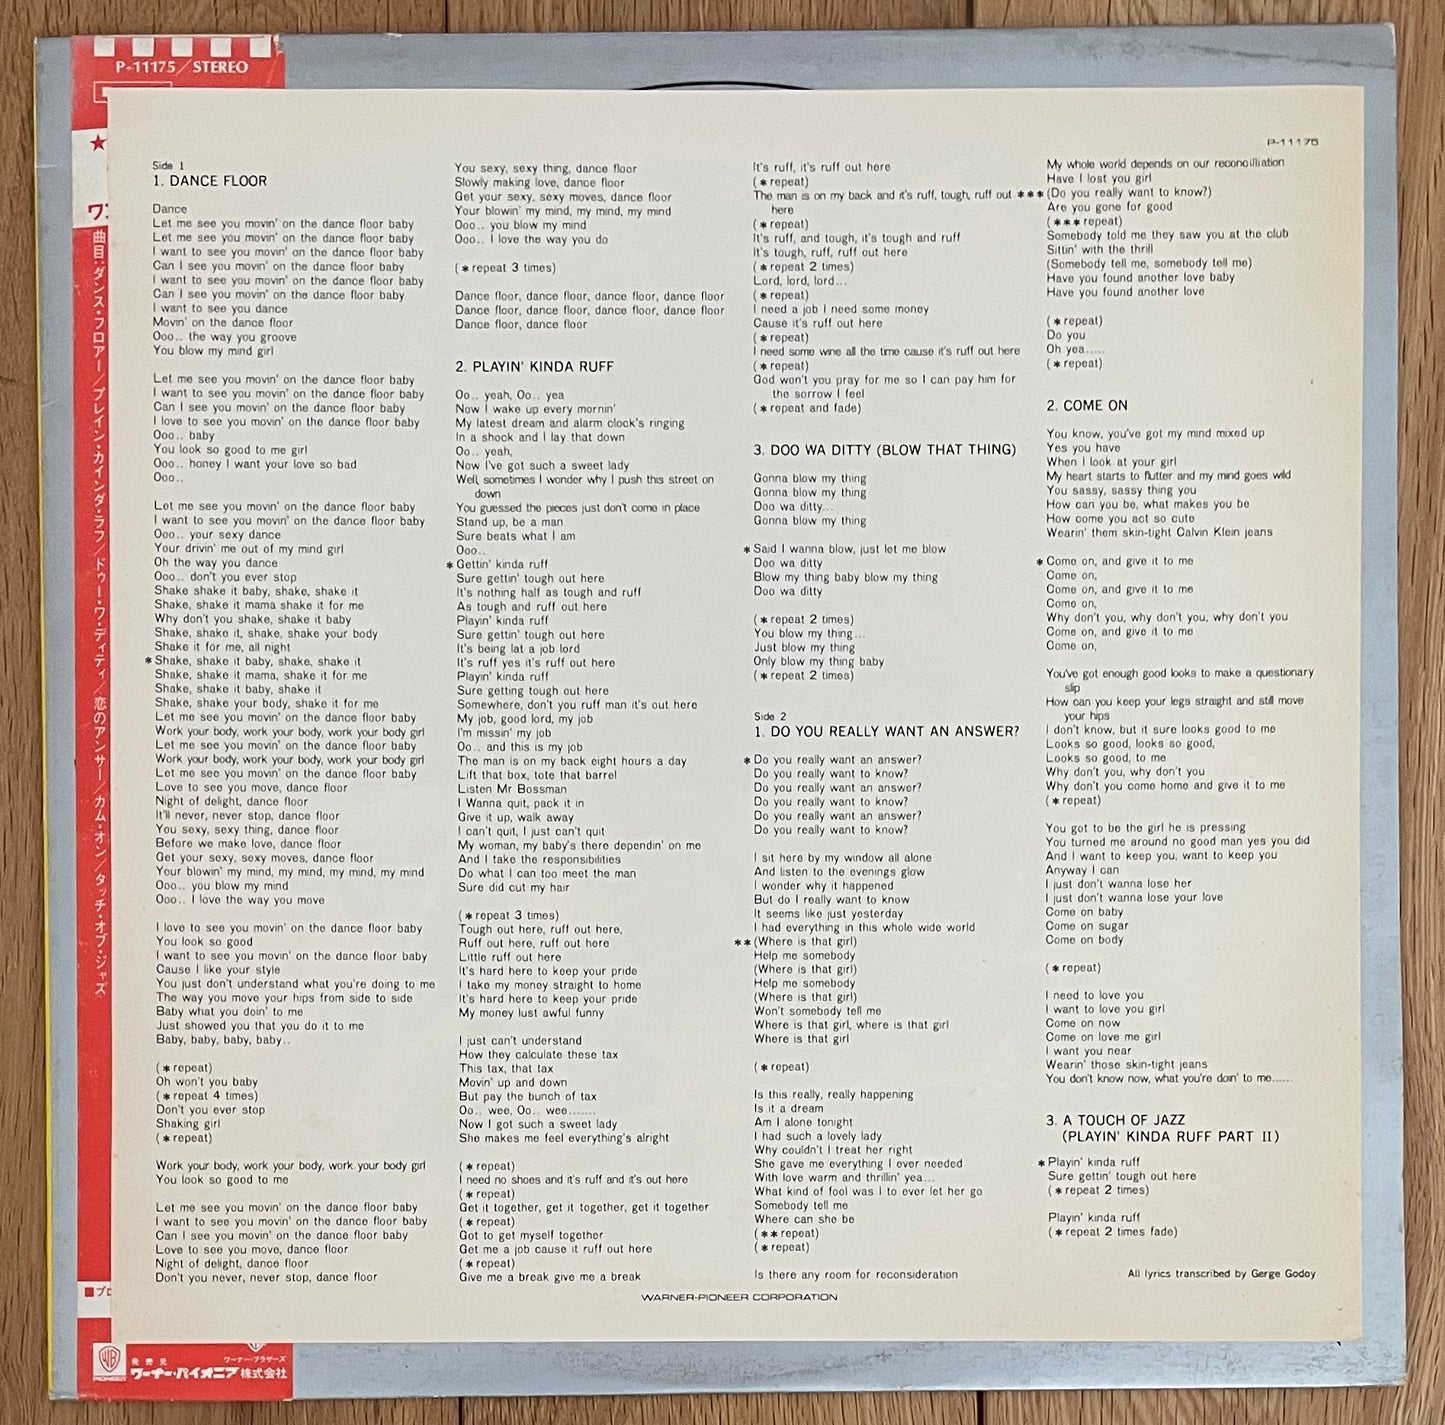 P-11175/STEREO
★
ワ
曲目:ダンス・フロアー/プレイン・カインダ・ラフ/ドゥー・ワ・ディティ/恋のアンサー/カム・オン/タッチ・オブ・ジャズ
P-11175
Side 1
1. DANCE FLOOR
Dance
Let me see you movin' on the dance floor baby
Let me see you movin' on the dance floor baby
I want to see you movin' on the dance floor baby
Can I see you movin' on the dance floor baby
I want to see you movin' on the dance floor baby
Can I see you movin' on the dance floor baby
I want to see you dance
Movin' on the dance floor
Ooo.. the way you groove
You blow my mind girl
Let me see you movin' on the dance floor baby
I want to see you movin' on the dance floor baby
Can I see you movin' on the dance floor baby
I love to see you movin' on the dance floor baby
Ooo.. baby
You look so good to me girl
Ooo.. honey I want your love so bad
Ooo..
Let me see you movin' on the dance floor baby
I want to see you movin' on the dance floor baby
Ooo.. your sexy dance
Your drivin' me out of my mind girl
Oh the way you dance
Ooo.. don't you ever stop
Shake shake it baby, shake, shake it
Shake, shake it mama shake it for me
Why don't you shake, shake it baby
Shake, shake it, shake, shake your body
Shake it for me, all night
*Shake, shake it baby, shake, shake it
Shake, shake it mama, shake it for me
Shake, shake it baby, shake it
Shake, shake your body, shake it for me
Let me see you movin' on the dance floor baby
Work your body, work your body, work your body girl
Let me see you movin' on the dance floor baby
Work your body, work your body, work your body girl
Let me see you movin' on the dance floor baby
Love to see you move, dance floor
Night of delight, dance floor
It'll never, never stop, dance floor
You sexy, sexy thing, dance floor
Before we make love, dance floor
Get your sexy, sexy moves, dance floor
Your blowin' my mind, my mind, my mind, my mind
Ooo.. you blow my mind
Ooo.. I love the way you move
I love to see you movin' on the dance floor baby
You look so good
I want to see you movin' on the dance floor baby
Cause I like your style
You just don't understand what you're doing to me
The way you move your hips from side to side
Baby what you doin' to me
Just showed you that you do it to me
Baby, baby, baby, baby..
(*repeat)
Oh won't you baby
(*repeat 4 times)
Don't you ever stop
Shaking girl
(*repeat)
Work your body, work your body, work your body girl
You look so good to me
Let me see you movin' on the dance floor baby
I want to see you movin' on the dance floor baby
Can I see you movin' on the dance floor baby
Love to see you move, dance floor
Night of delight, dance floor
Don't you never, never stop, dance floor
You sexy, sexy thing, dance floor
Slowly making love, dance floor
Get your sexy, sexy moves, dance floor
Your blowin' my mind, my mind, my mind
Ooo.. you blow my mind
Ooo.. I love the way you do
(*repeat 3 times)
Dance floor, dance floor, dance floor, dance floor
Dance floor, dance floor, dance floor, dance floor
Dance floor, dance floor
2. PLAYIN' KINDA RUFF
Oo.. yeah, Oo.. yea
Now I wake up every mornin'
My latest dream and alarm clock's ringing
In a shock and I lay that down
Oo.. yeah,
Now I've got such a sweet lady
Well, sometimes I wonder why I push this street on
down
You guessed the pieces just don't come in place
Stand up, be a man
Sure beats what I am
Ooo..
*Gettin' kinda ruff
Sure gettin' tough out here
It's nothing half as tough and ruff
As tough and ruff out here
Playin' kinda ruff
Sure gettin' tough out here
It's being lat a job lord
It's ruff yes it's ruff out here
Playin' kinda ruff
Sure getting tough out here
Somewhere, don't you ruff man it's out here
My job, good lord, my job
I'm missin' my job
Oo.. and this is my job
The man is on my back eight hours a day
Lift that box, tote that barrel
Listen Mr Bossman
I Wanna quit, pack it in
Give it up, walk away
I can't quit, I just can't quit
My woman, my baby's there dependin' on me
And I take the responsibilities
Do what I can too meet the man
Sure did cut my hair
(*repeat 3 times)
Tough out here, ruff out here,
Ruff out here, ruff out here
Little ruff out here
It's hard here to keep your pride
I take my money straight to home
It's hard here to keep your pride
My money lust awful funny
I just can't understand
How they calculate these tax
This tax, that tax
Movin' up and down
But pay the bunch of tax
Oo.. wee, Oo.. wee.......
Now I got such a sweet lady
She makes me feel everything's alright
(*repeat)
I need no shoes and it's ruff and it's out here
(*repeat)
Get it together, get it together, get it together
(*repeat)
Got to get myself together
Get me a job cause it ruff out here
(*repeat)
Give me a break give me a break
It's ruff, it's ruff out here
(*repeat)
The man is on my back and it's ruff, tough, ruff out
here
(*repeat)
It's ruff, and tough, it's tough and ruff
It's tough, ruff, ruff out here
(*repeat 2 times)
Lord, lord, lord...
(*repeat)
I need a job I need some money
Cause it's ruff out here
(*repeat)
I need some wine all the time cause it's ruff out here
(*repeat)
God won't you pray for me so I can pay him for
the sorrow I feel
(*repeat and fade)
3. DOO WA DITTY (BLOW THAT THING)
Gonna blow my thing
Gonna blow my thing
Doo wa ditty...
Gonna blow my thing
*Said I wanna blow, just let me blow
Doo wa ditty
Blow my thing baby blow my thing
Doo wa ditty
(*repeat 2 times)
You blow my thing...
Just blow my thing
Only blow my thing baby
(*repeat 2 times)
Side 2
1. DO YOU REALLY WANT AN ANSWER?
*Do you really want an answer?
Do you really want to know?
Do you really want an answer?
Do you really want to know?
Do you really want an answer?
Do you really want to know?
I sit here by my window all alone
And listen to the evenings glow
I wonder why it happened
But do I really want to know
It seems like just yesterday
I had everything in this whole wide world
**(Where is that girl)
Help me somebody
(Where is that girl)
Help me somebody
(Where is that girl)
Won't somebody tell me
Where is that girl, where is that girl
Where is that girl
(*repeat)
Is this really, really happening
Is it a dream
Am I alone tonight
I had such a lovely lady
Why couldn't I treat her right
She gave me everything I ever needed
With love warm and thrillin' yea...
What kind of fool was I to ever let her go
Somebody tell me
Where can she be
(**repeat)
(*repeat)
Is there any room for reconsideration
My whole world depends on our reconciliation
Have I lost you girl
***(Do you really want to know?)
Are you gone for good
(***repeat)
Somebody told me they saw you at the club
Sittin' with the thrill
(Somebody tell me, somebody tell me)
Have you found another love baby
Have you found another love
(*repeat)
Do you
Oh yea.....
(*repeat)
2. COME ON
You know, you've got my mind mixed up
Yes you have
When I look at your girl
My heart starts to flutter and my mind goes wild
You sassy, sassy thing you
How can you be, what makes you be
How come you act so cute
Wearin' them skin-tight Calvin Klein jeans
*Come on, and give it to me
Come on,
Come on, and give it to me
Come on,
Why don't you, why don't you, why don't you
Come on, and give it to me
Come on,
You've got enough good looks to make a questionary
slip
How can you keep your legs straight and still move
your hips
I don't know, but it sure looks good to me
Looks so good, looks so good,
Looks so good, to me
Why don't you, why don't you
Why don't you come home and give it to me
(*repeat)
You got to be the girl he is pressing
You turned me around no good man yes you did
And I want to keep you, want to keep you
Anyway I can
I just don't wanna lose her
I just don't wanna lose your love
Come on baby
Come on sugar
Come on body
(*repeat)
I need to love you
I want to love you girl
Come on now
Come on love me girl
I want you near
Wearin' those skin-tight jeans
You don't know now, what you're doin' to me.....
3. A TOUCH OF JAZZ
(PLAYIN' KINDA RUFF PART II)
*Playin' kinda ruff
Sure gettin' tough out here
(*repeat 2 times)
Playin' kinda ruff
(*repeat 2 times fade)
All lyrics transcribed by Gerge Godoy
WARNER-PIONEER CORPORATION
■プロ
WB
PIONEER
発売元
ワーナー・ブラザーズ
ワーナー・パイオニア株式会社